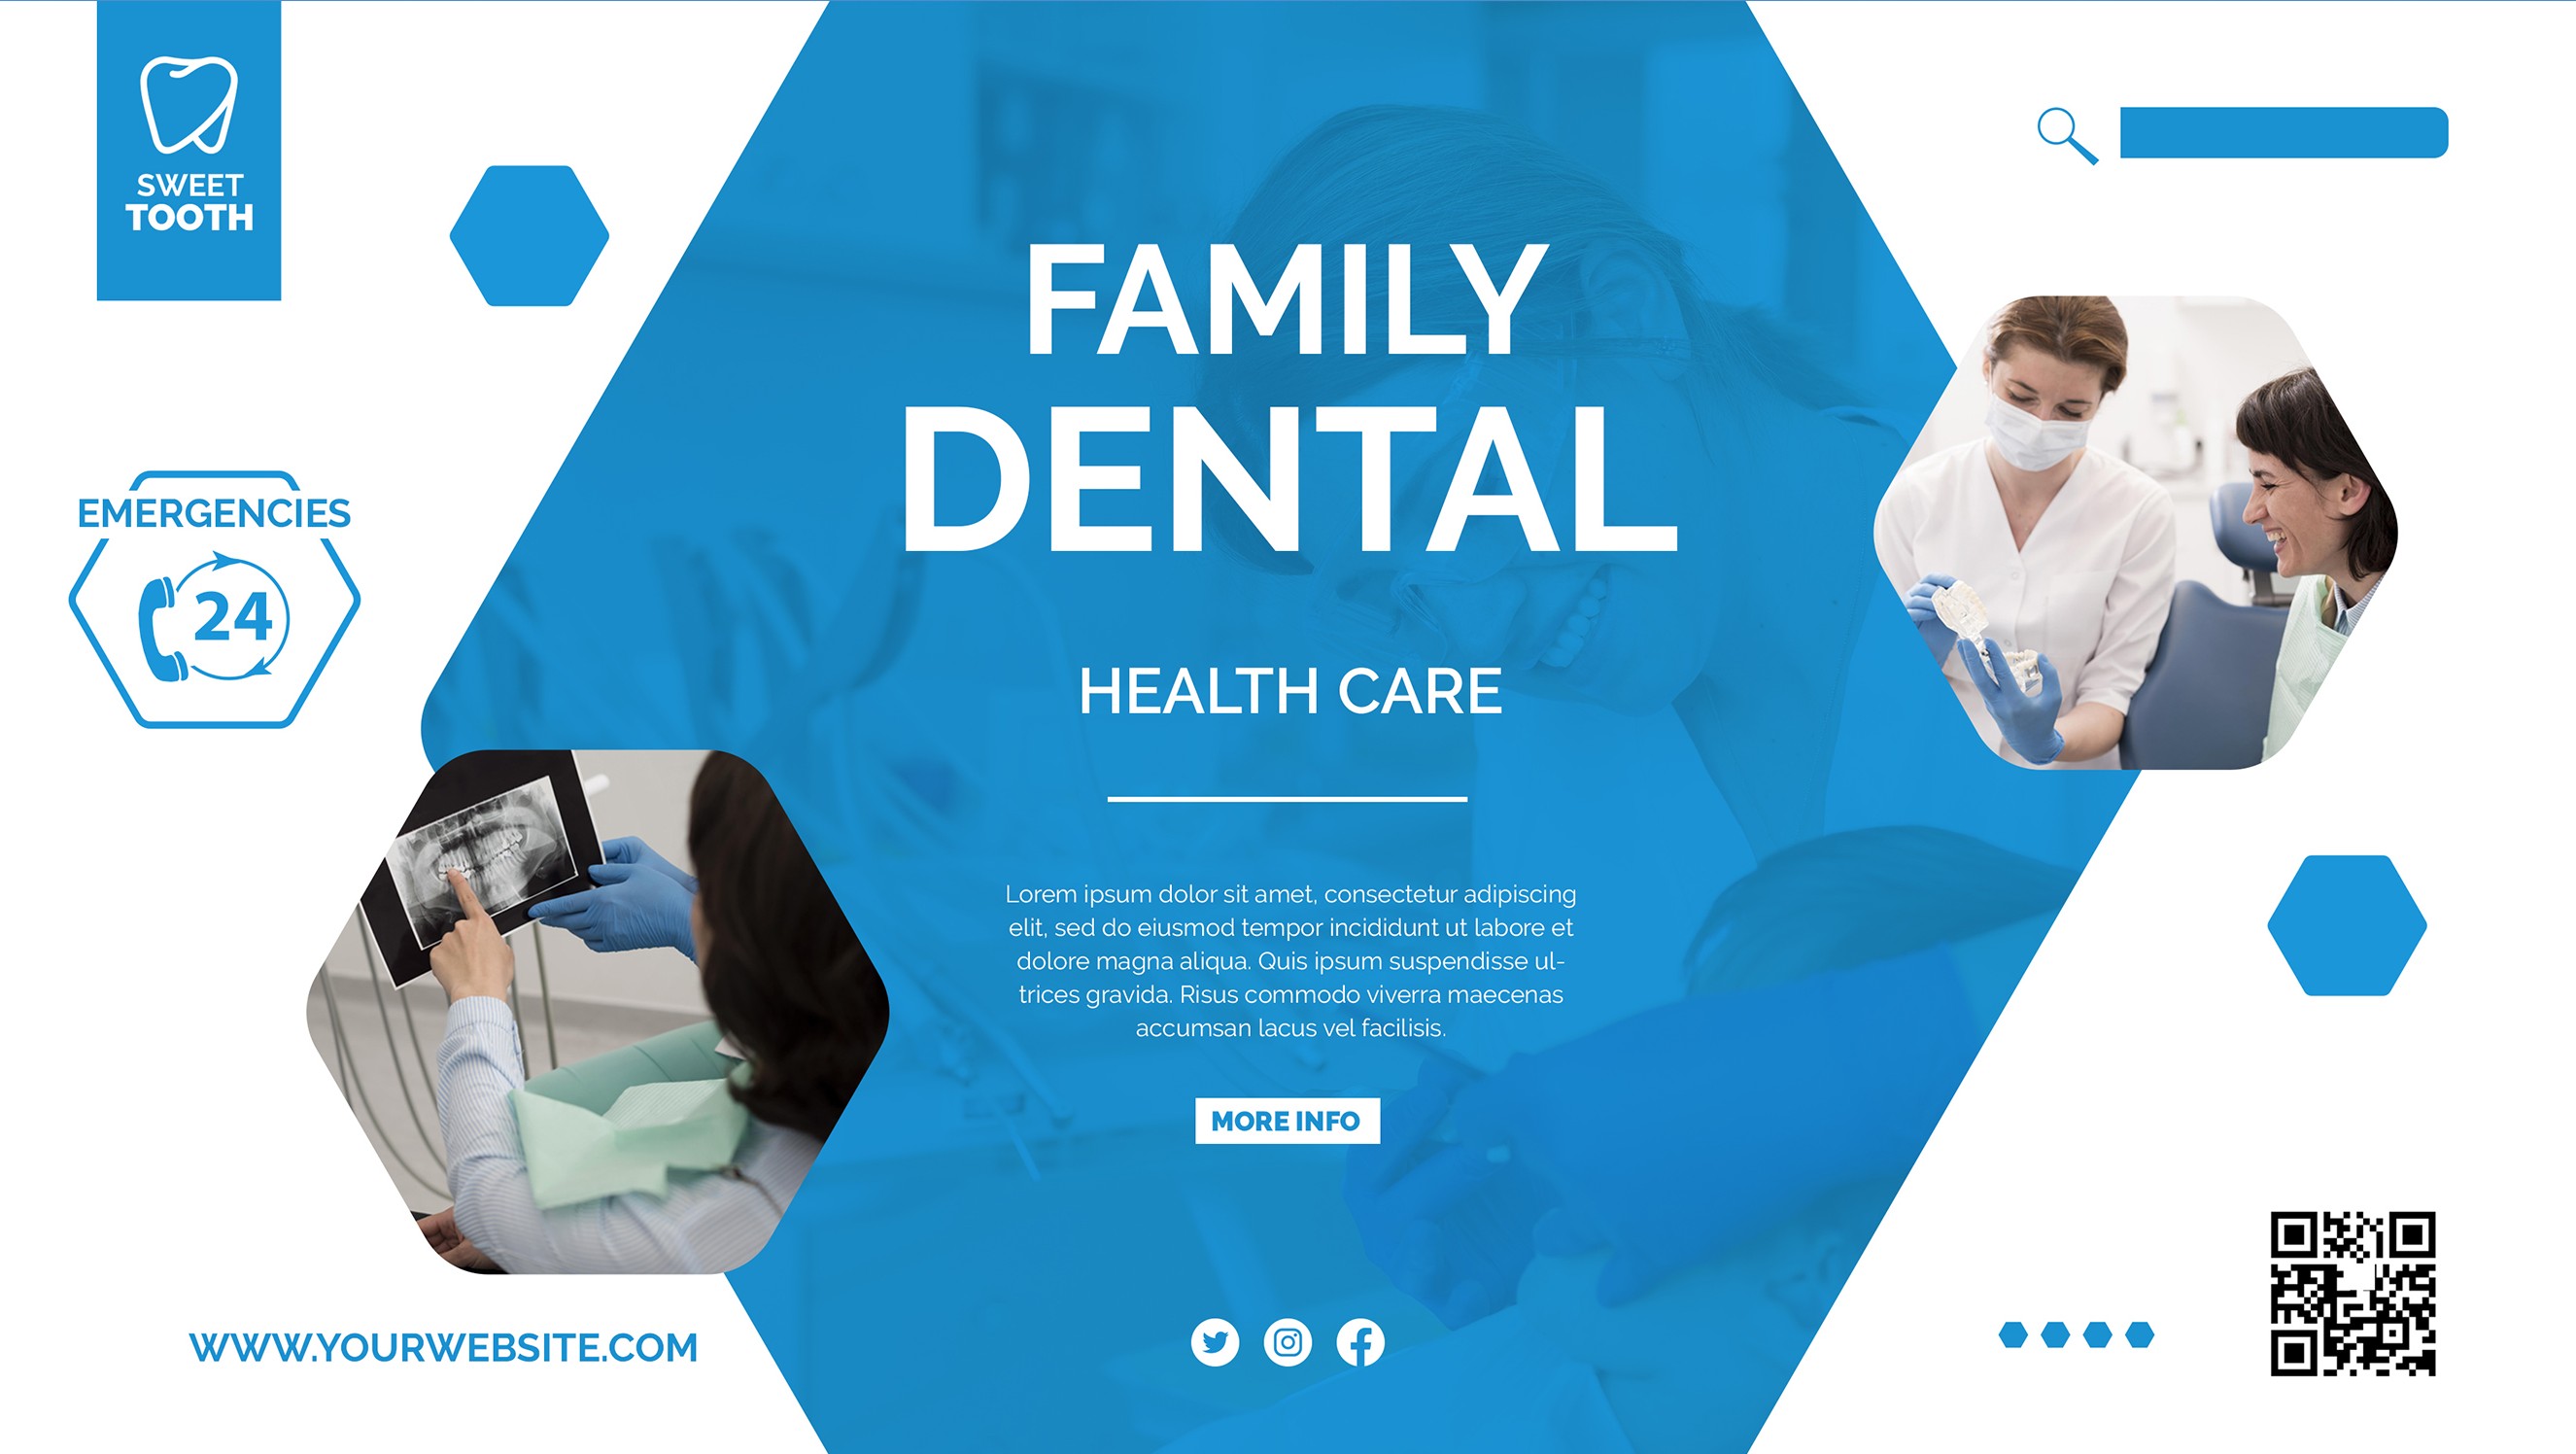 SWEET
TOOTH
FAMILY
DENTAL
EMERGENCIES
24
HEALTH CARE
Lorem ipsum dolor sit amet, consectetur adipiscing
elit, sed do eiusmod tempor incididunt ut labore et
dolore magna aliqua. Quis ipsum suspendisse ul-
trices gravida. Risus commodo viverra maecenas
accumsan lacus vel facilisis.
MORE INFO
WWW.YOURWEBSITE.COM